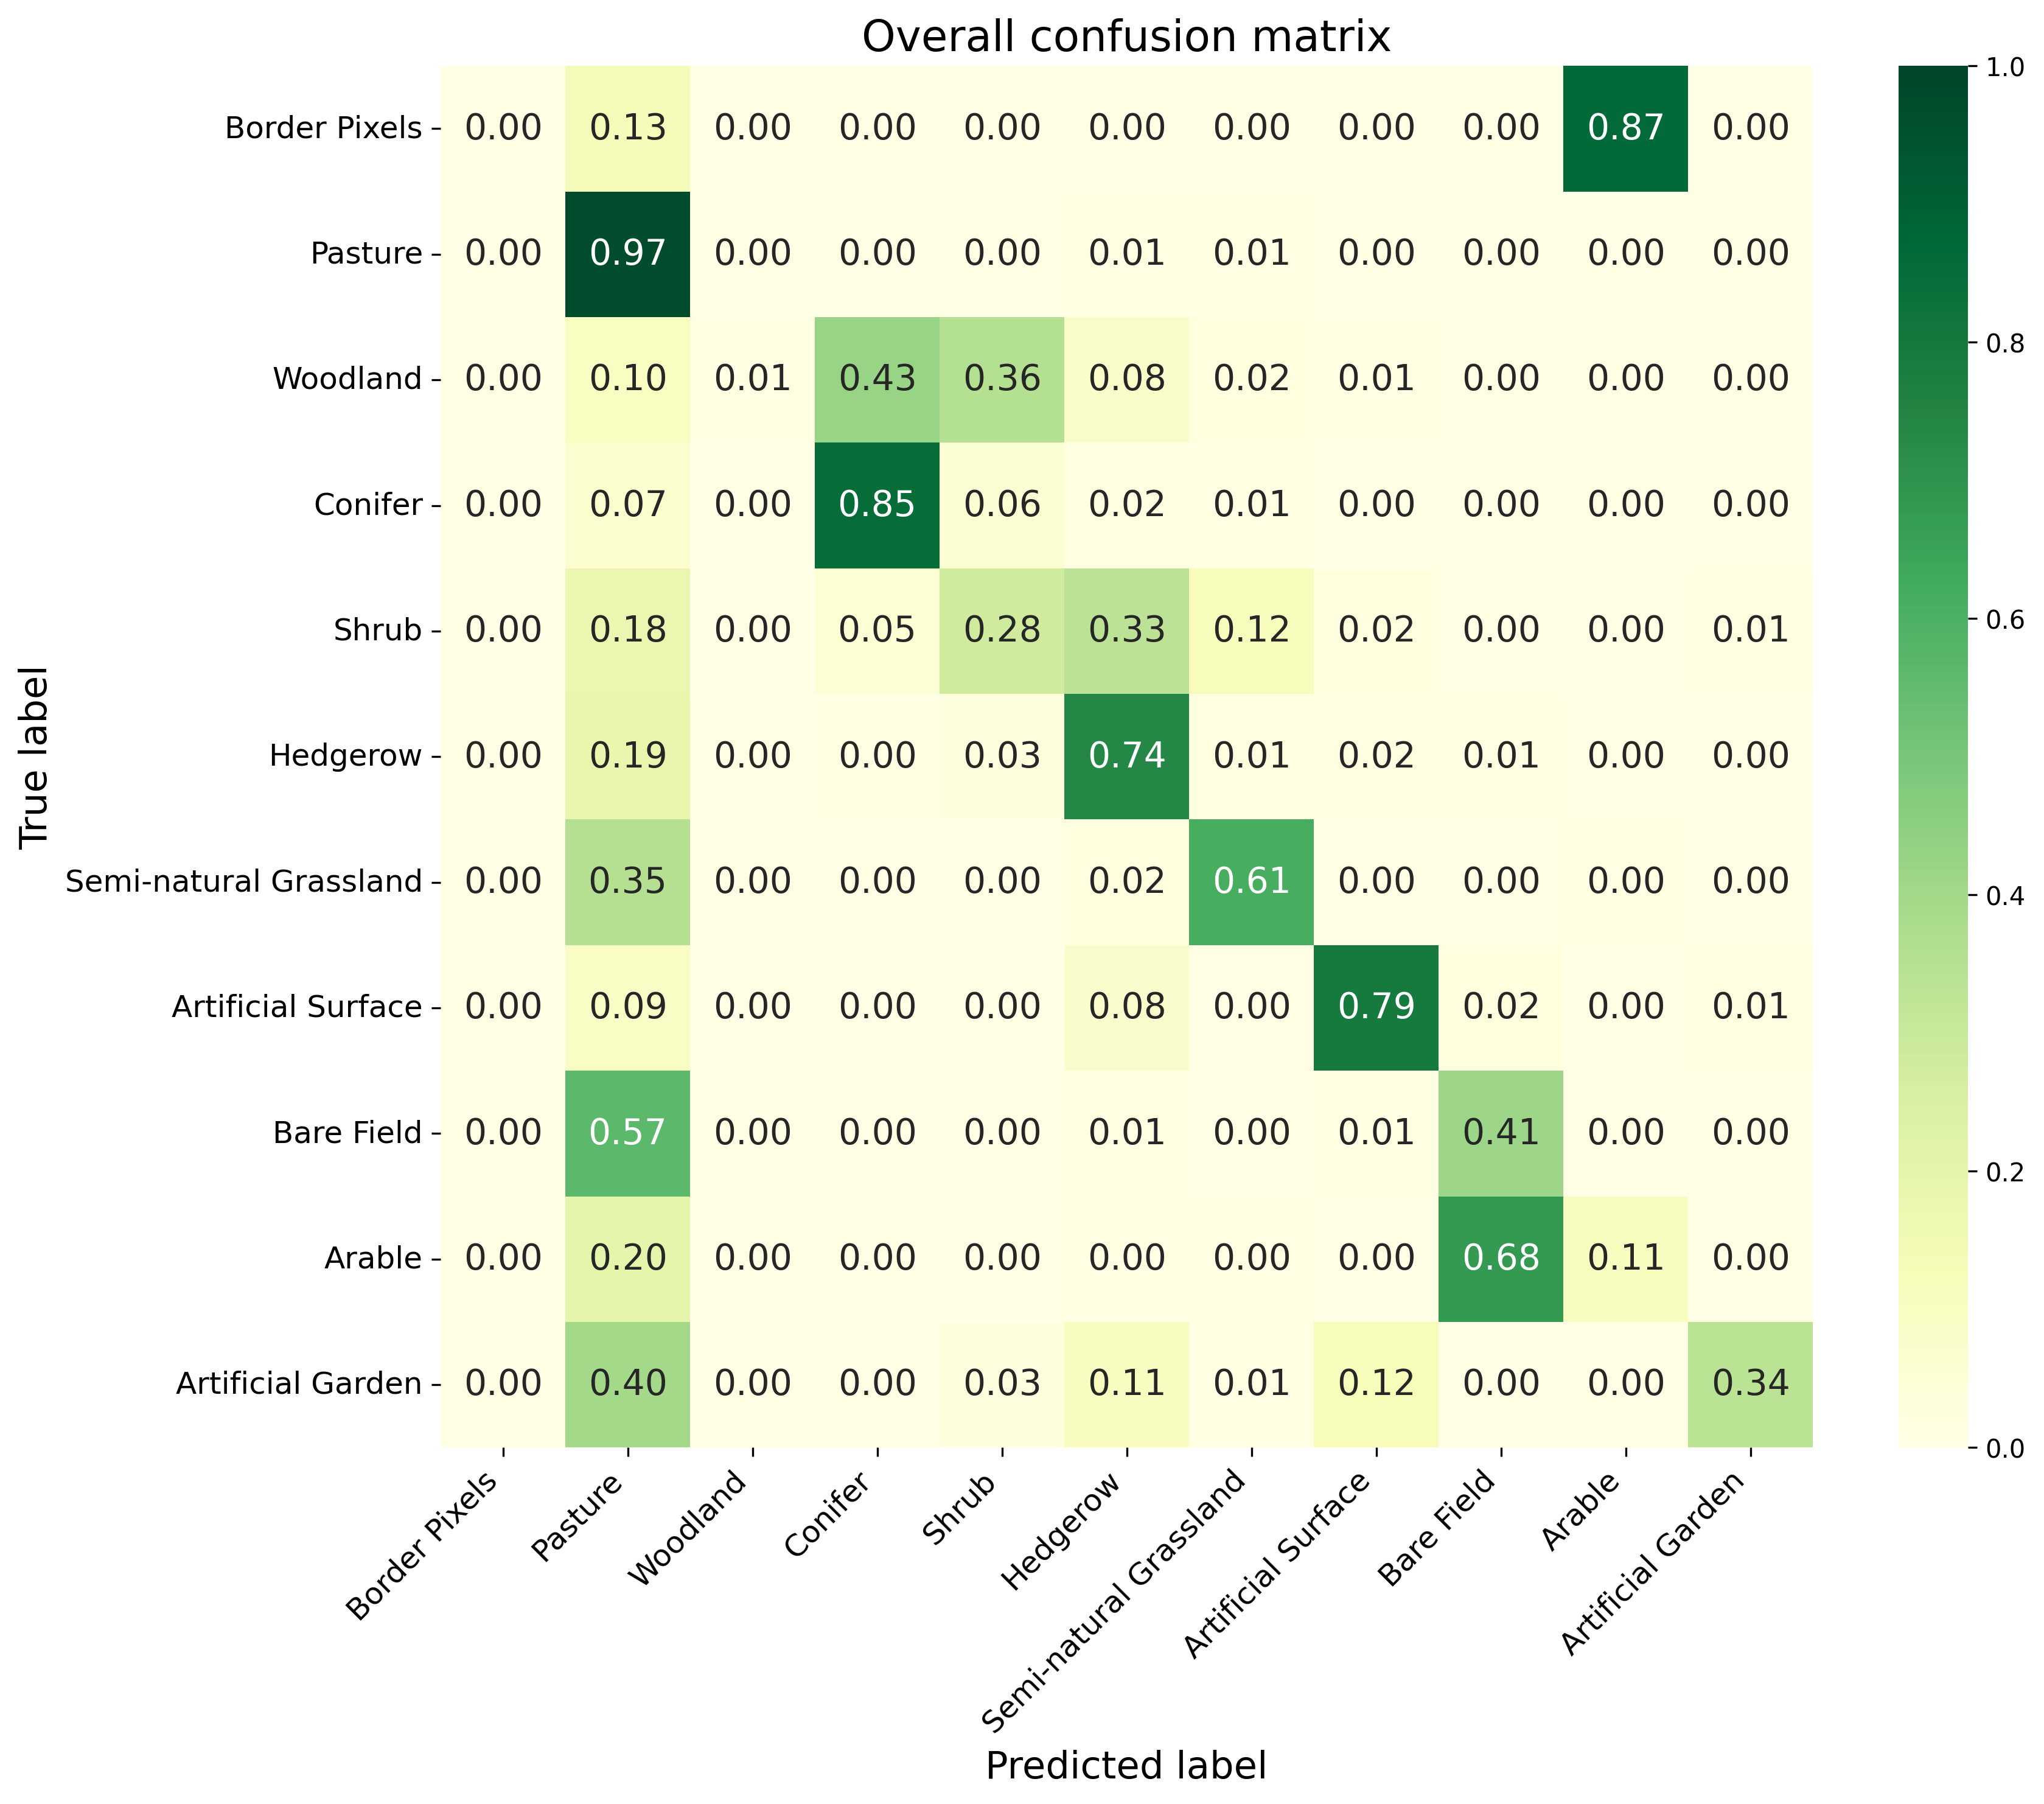 Overall confusion matrix
Border Pixels 0.00 0.13 0.00 0.00 0.00 0.00 0.00 0.00 0.00 0.87 0.00
Pasture 0.00 0.97 0.00 0.00 0.00 0.01 0.01 0.00 0.00 0.00 0.00
Woodland 0.00 0.10 0.01 0.43 0.36 0.08 0.02 0.01 0.00 0.00 0.00
Conifer 0.00 0.07 0.00 0.85 0.06 0.02 0.01 0.00 0.00 0.00 0.00
Shrub 0.00 0.18 0.00 0.05 0.28 0.33 0.12 0.02 0.00 0.00 0.01
Hedgerow 0.00 0.19 0.00 0.00 0.03 0.74 0.01 0.02 0.01 0.00 0.00
Semi-natural Grassland 0.00 0.35 0.00 0.00 0.00 0.02 0.61 0.00 0.00 0.00 0.00
Artificial Surface 0.00 0.09 0.00 0.00 0.00 0.08 0.00 0.79 0.02 0.00 0.01
Bare Field 0.00 0.57 0.00 0.00 0.00 0.01 0.00 0.01 0.41 0.00 0.00
Arable 0.00 0.20 0.00 0.00 0.00 0.00 0.00 0.00 0.68 0.11 0.00
Artificial Garden 0.00 0.40 0.00 0.00 0.03 0.11 0.01 0.12 0.00 0.00 0.34
True label
Border Pixels
Pasture
Woodland
Conifer
Shrub
Hedgerow
Semi-natural Grassland
Artificial Surface
Bare Field
Arable
Artificial Garden
Predicted label
1.0
0.8
0.6
0.4
0.2
0.0